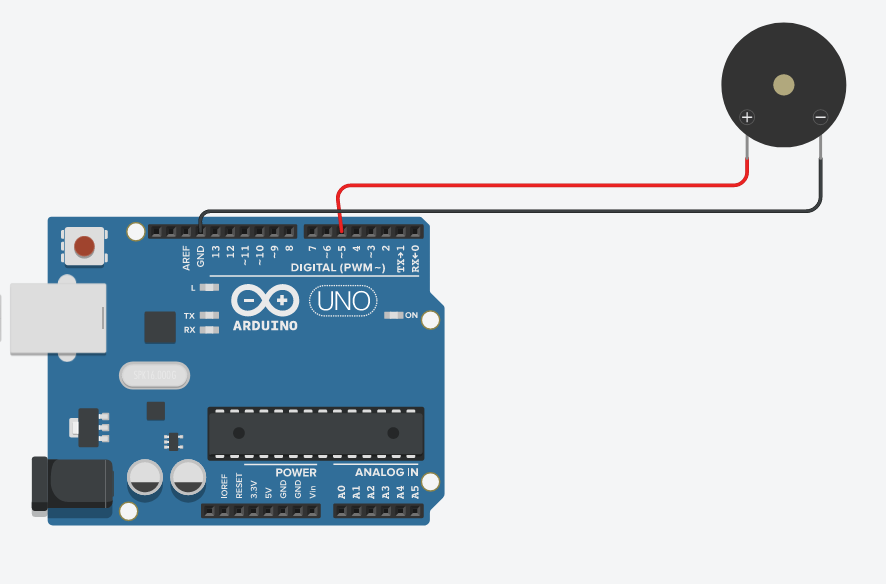 + −
AREF GND 13 12 ~11 ~10 ~9 8 7 ~6 ~5 4 ~3 2 TX→1 RX←0
DIGITAL (PWM~)
L
TX
RX
ARDUINO
UNO
ON
POWER
ANALOG IN
IOREF RESET 3.3V 5V GND GND Vin A0 A1 A2 A3 A4 A5